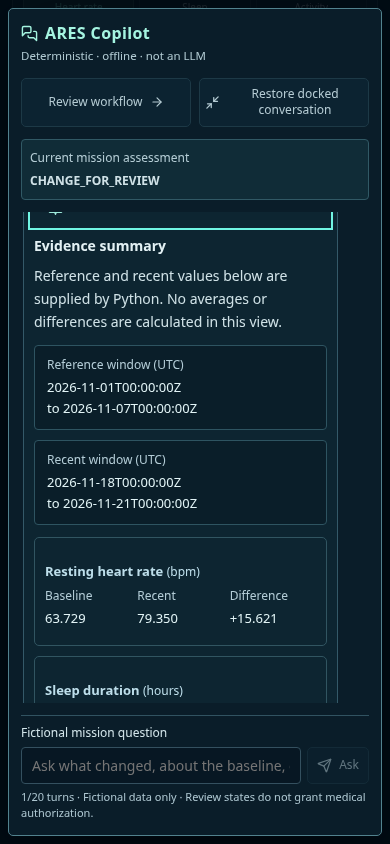 Heart rate Sleep Activity
ARES Copilot
Deterministic · offline · not an LLM
Review workflow →
Restore docked
conversation
Current mission assessment
CHANGE_FOR_REVIEW
Evidence summary
Reference and recent values below are
supplied by Python. No averages or
differences are calculated in this view.
Reference window (UTC)
2026-11-01T00:00:00Z
to 2026-11-07T00:00:00Z
Recent window (UTC)
2026-11-18T00:00:00Z
to 2026-11-21T00:00:00Z
Resting heart rate (bpm)
Baseline Recent Difference
63.729 79.350 +15.621
Sleep duration (hours)
Fictional mission question
Ask what changed, about the baseline,
Ask
1/20 turns · Fictional data only · Review states do not grant medical
authorization.